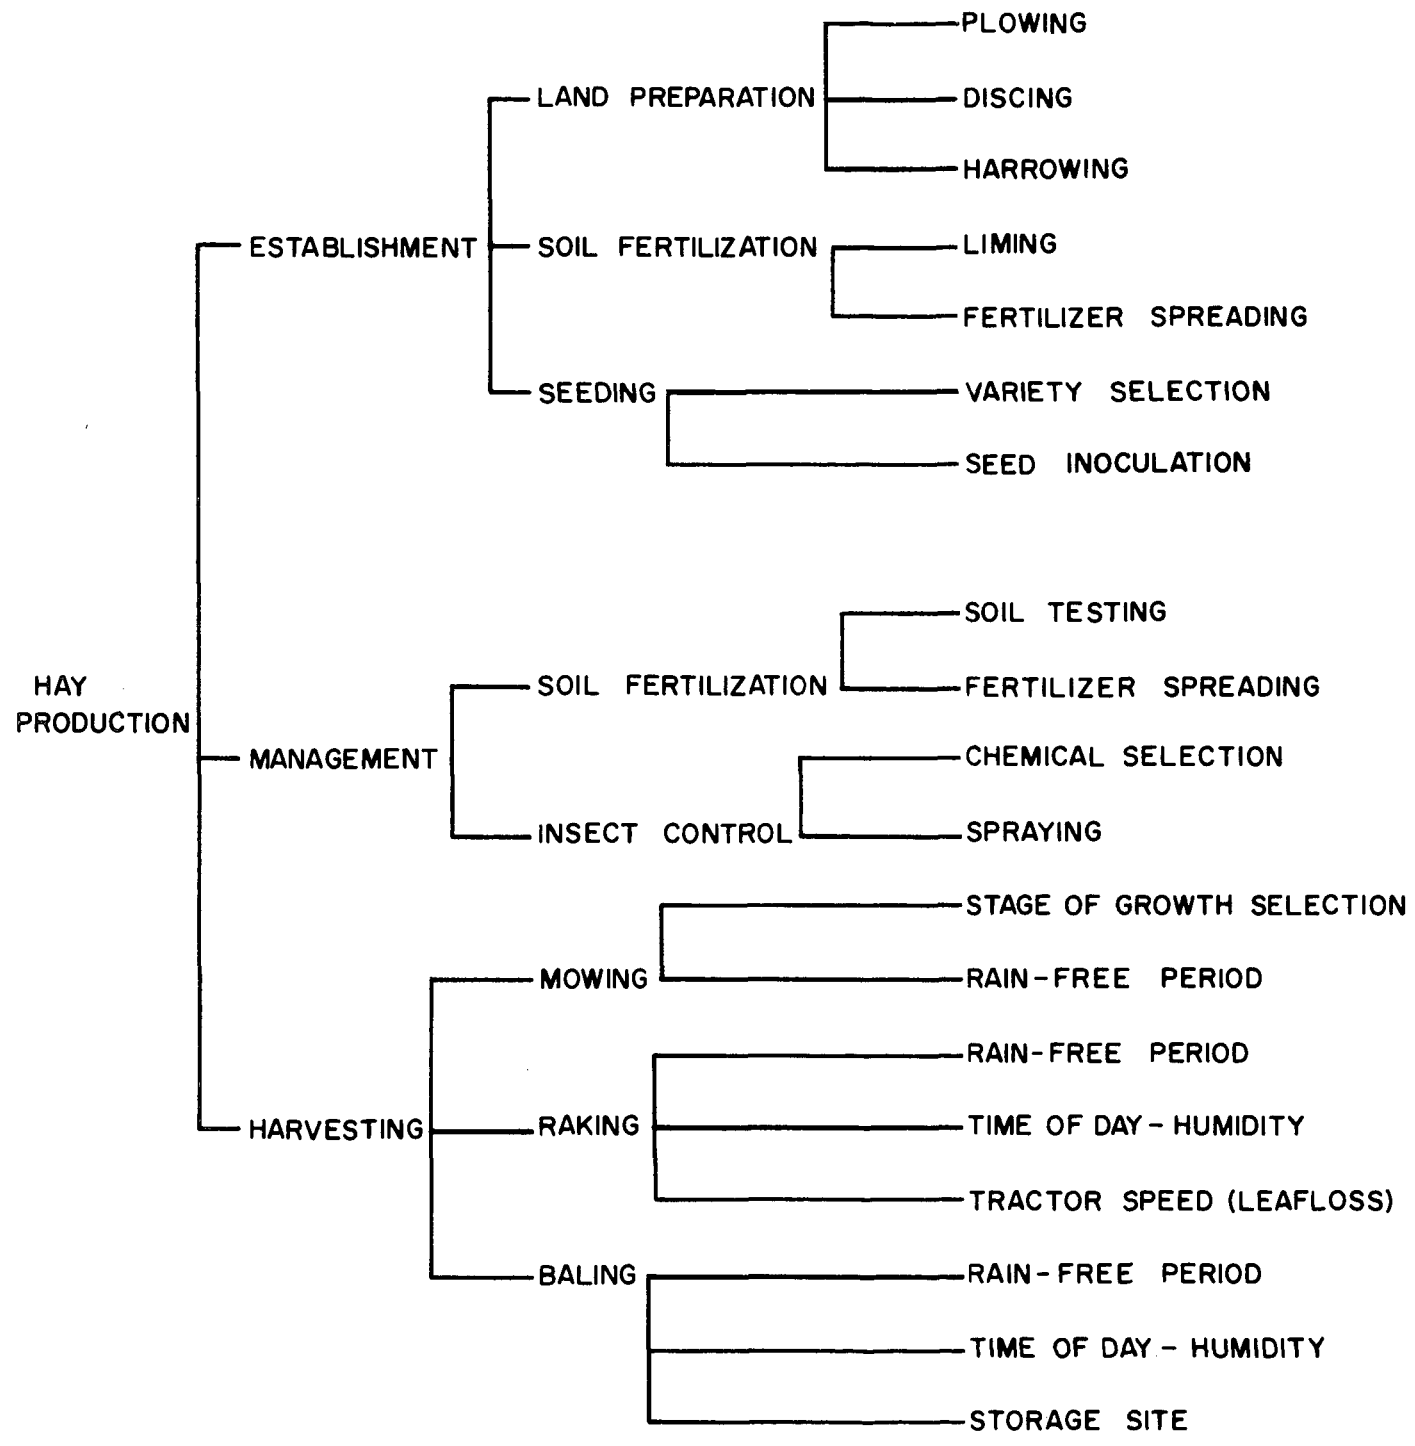 PLOWING
LAND PREPARATION
DISCING
HARROWING
ESTABLISHMENT
SOIL FERTILIZATION
LIMING
FERTILIZER SPREADING
SEEDING
VARIETY SELECTION
SEED INOCULATION
SOIL TESTING
HAY
PRODUCTION
SOIL FERTILIZATION
FERTILIZER SPREADING
MANAGEMENT
CHEMICAL SELECTION
INSECT CONTROL
SPRAYING
STAGE OF GROWTH SELECTION
MOWING
RAIN-FREE PERIOD
RAIN-FREE PERIOD
HARVESTING
RAKING
TIME OF DAY - HUMIDITY
TRACTOR SPEED (LEAFLOSS)
BALING
RAIN-FREE PERIOD
TIME OF DAY - HUMIDITY
STORAGE SITE